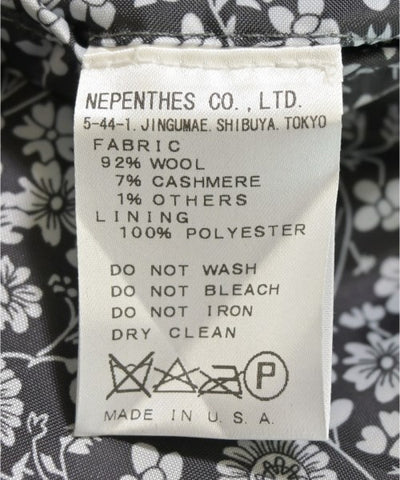 NEPENTHES CO., LTD.
5-44-1. JINGUMAE. SHIBUYA. TOKYO
FABRIC
92% WOOL
7% CASHMERE
1% OTHERS
LINING
100% POLYESTER
DO NOT WASH
DO NOT BLEACH
DO NOT IRON
DRY CLEAN
P
MADE IN U.S.A.